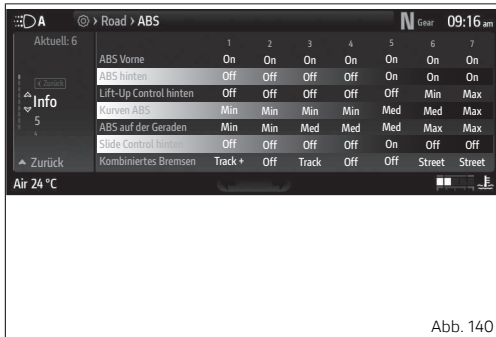 A Road > ABS N Gear 09:16 am
Aktuell: 6
1 2 3 4 5 6 7
ABS Vorne On On On On On On On
ABS hinten Off Off Off Off On On On
Lift-Up Control hinten Off Off Off Off Off Min Max
Kurven ABS Min Min Min Min Med Med Max
ABS auf der Geraden Min Min Med Med Med Max Max
Slide Control hinten Off Off Off Off On Off Off
Kombiniertes Bremsen Track + Off Track Off Off Street Street
< Zurück
Info
5
4
Zurück
Air 24 °C
Abb. 140